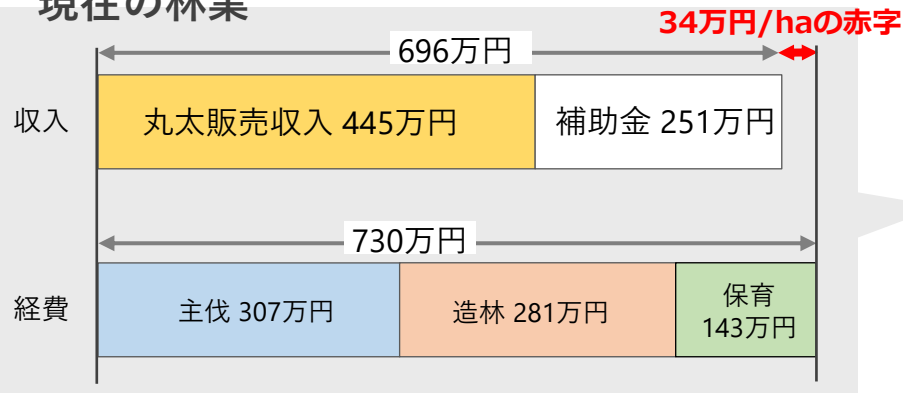 現在の林業
34万円/haの赤字
696万円
収入
丸太販売収入 445万円
補助金 251万円
730万円
経費
主伐 307万円
造林 281万円
保育
143万円